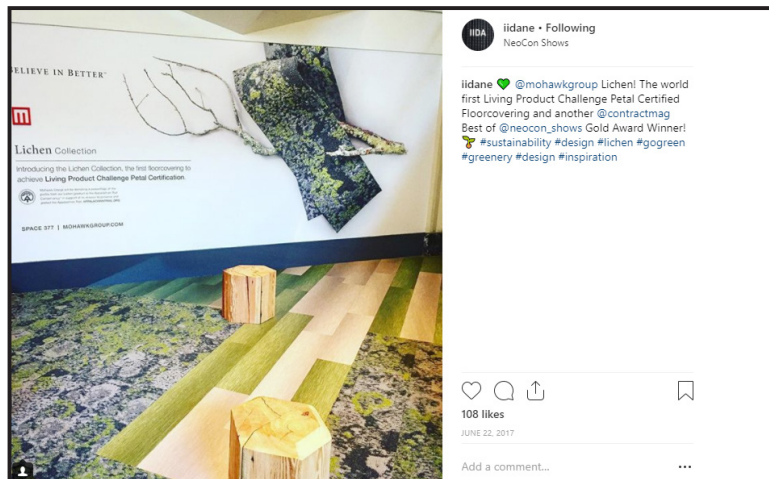 BELIEVE IN BETTER
Lichen Collection
Introducing the Lichen Collection, the first floorcovering to
achieve Living Product Challenge Petal Certification.
SPACE 377 | MOHAWKGROUP.COM
IIDA
iidane • Following
NeoCon Shows
iidane 💚 @mohawkgroup Lichen! The world
first Living Product Challenge Petal Certified
Floorcovering and another @contractmag
Best of @neocon_shows Gold Award Winner!
🌱 #sustainability #design #lichen #gogreen
#greenery #design #inspiration
108 likes
JUNE 22, 2017
Add a comment...